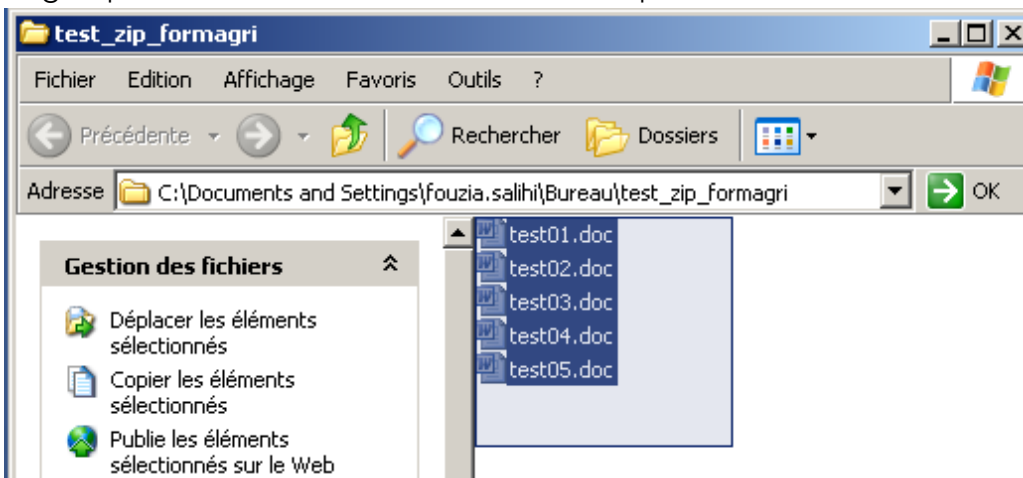 test_zip_formagri
Fichier Edition Affichage Favoris Outils ?
Précédente Rechercher Dossiers
Adresse C:\Documents and Settings\fouzia.salihi\Bureau\test_zip_formagri OK
Gestion des fichiers
Déplacer les éléments
sélectionnés
Copier les éléments
sélectionnés
Publie les éléments
sélectionnés sur le Web
test01.doc
test02.doc
test03.doc
test04.doc
test05.doc